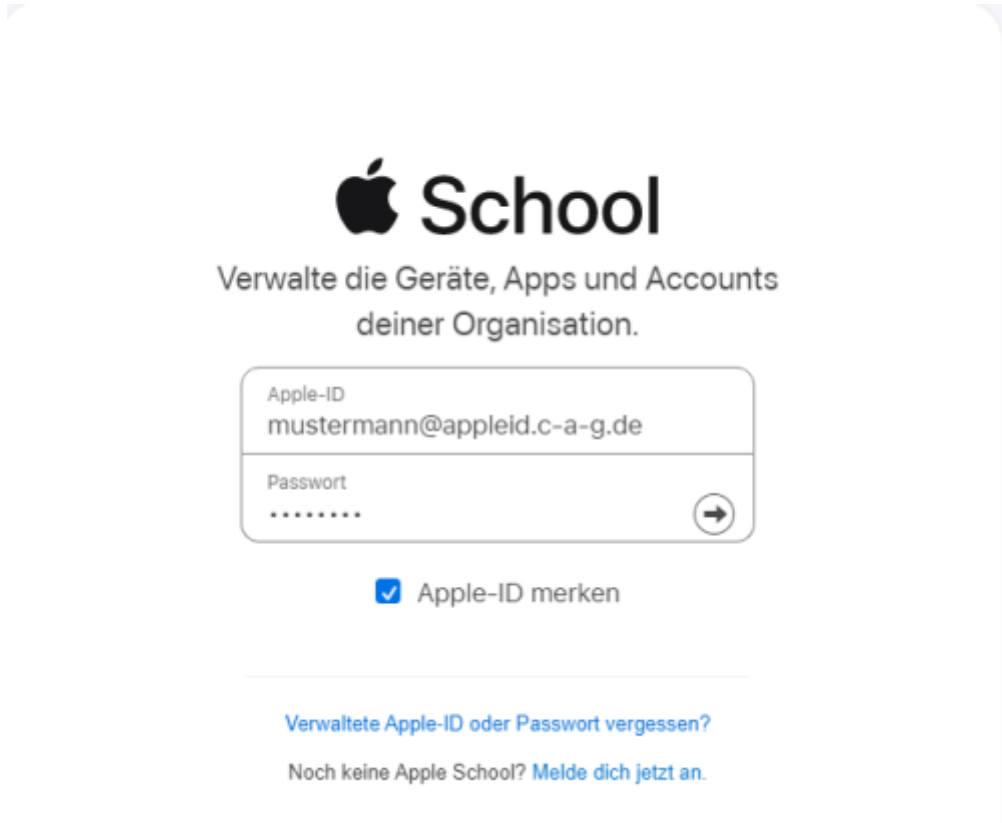 School
Verwalte die Geräte, Apps und Accounts
deiner Organisation.
Apple-ID
mustermann@appleid.c-a-g.de
Passwort
••••••••
Apple-ID merken
Verwaltete Apple-ID oder Passwort vergessen?
Noch keine Apple School? Melde dich jetzt an.